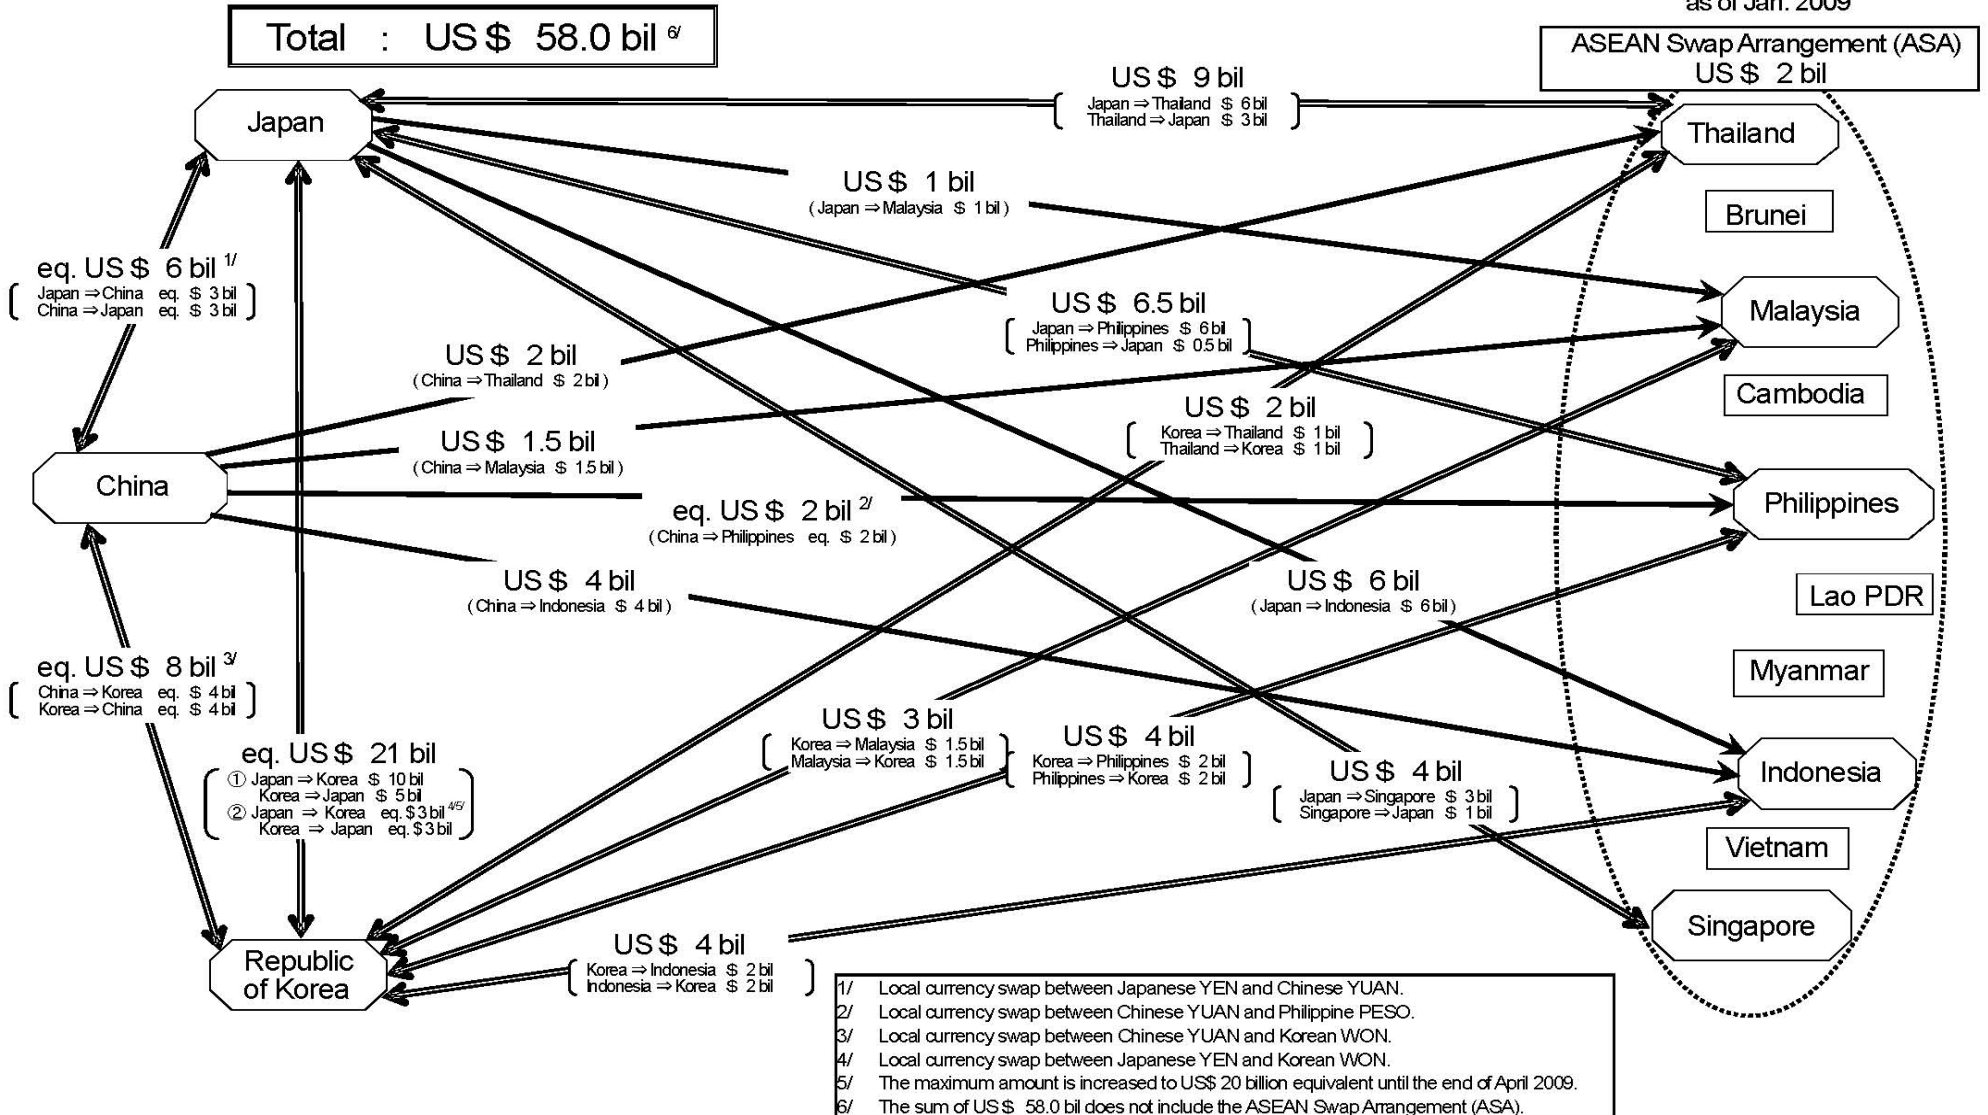 as of Jan. 2009
Total : US $ 58.0 bil 6/
ASEAN Swap Arrangement (ASA)
US $ 2 bil
US $ 9 bil
Japan ⇒ Thailand $ 6 bil
Thailand ⇒ Japan $ 3 bil
Japan
Thailand
US $ 1 bil
( Japan ⇒ Malaysia $ 1 bil )
Brunei
eq. US $ 6 bil 1/
Japan ⇒ China eq. $ 3 bil
China ⇒ Japan eq. $ 3 bil
US $ 6.5 bil
Japan ⇒ Philippines $ 6 bil
Philippines ⇒ Japan $ 0.5 bil
Malaysia
US $ 2 bil
( China ⇒ Thailand $ 2 bil )
Cambodia
US $ 2 bil
Korea ⇒ Thailand $ 1 bil
Thailand ⇒ Korea $ 1 bil
US $ 1.5 bil
( China ⇒ Malaysia $ 1.5 bil )
China
eq. US $ 2 bil 2/
( China ⇒ Philippines eq. $ 2 bil )
Philippines
US $ 4 bil
( China ⇒ Indonesia $ 4 bil )
US $ 6 bil
( Japan ⇒ Indonesia $ 6 bil )
Lao PDR
eq. US $ 8 bil 3/
China ⇒ Korea eq. $ 4 bil
Korea ⇒ China eq. $ 4 bil
Myanmar
US $ 3 bil
Korea ⇒ Malaysia $ 1.5 bil
Malaysia ⇒ Korea $ 1.5 bil
US $ 4 bil
Korea ⇒ Philippines $ 2 bil
Philippines ⇒ Korea $ 2 bil
eq. US $ 21 bil
① Japan ⇒ Korea $ 10 bil
Korea ⇒ Japan $ 5 bil
② Japan ⇒ Korea eq. $ 3 bil 4/5/
Korea ⇒ Japan eq. $ 3 bil
US $ 4 bil
Japan ⇒ Singapore $ 3 bil
Singapore ⇒ Japan $ 1 bil
Indonesia
Vietnam
Singapore
Republic
of Korea
US $ 4 bil
Korea ⇒ Indonesia $ 2 bil
Indonesia ⇒ Korea $ 2 bil
1/ Local currency swap between Japanese YEN and Chinese YUAN.
2/ Local currency swap between Chinese YUAN and Philippine PESO.
3/ Local currency swap between Chinese YUAN and Korean WON.
4/ Local currency swap between Japanese YEN and Korean WON.
5/ The maximum amount is increased to US$ 20 billion equivalent until the end of April 2009.
6/ The sum of US $ 58.0 bil does not include the ASEAN Swap Arrangement (ASA).